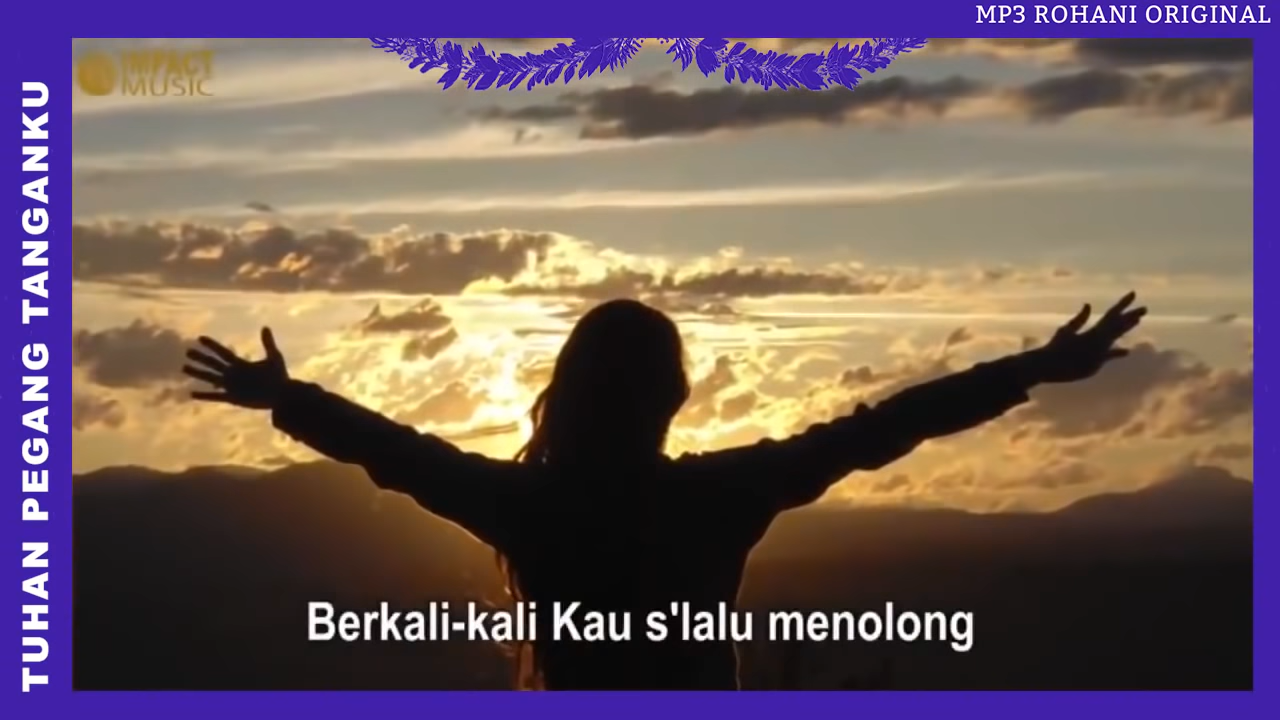 MP3 ROHANI ORIGINAL
IMPACT
MUSIC
TUHAN PEGANG TANGANKU
Berkali-kali Kau s'lalu menolong